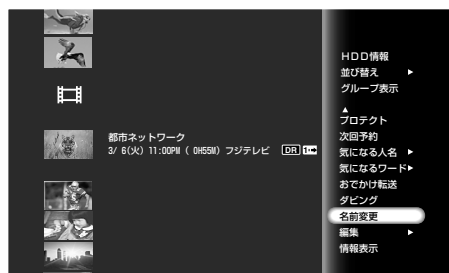 HDD情報
並び替え ▶
グループ表示
▲
プロテクト
次回予約
気になる人名 ▶
気になるワード▶
おでかけ転送
ダビング
名前変更
編集 ▶
情報表示
都市ネットワーク
3/ 6(火) 11:00PM ( 0H55M) フジテレビ DR